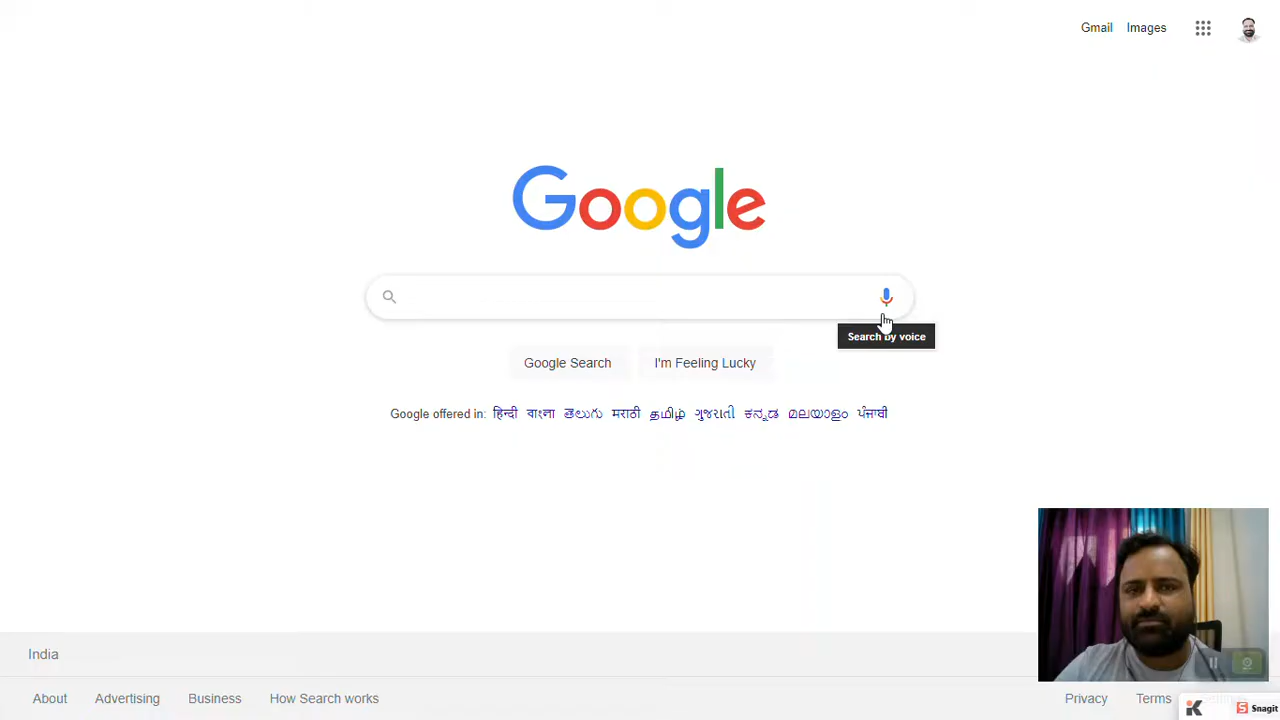 Gmail Images
Google
Search by voice
Google Search I'm Feeling Lucky
Google offered in: हिन्दी বাংলা తెలుగు मराठी தமிழ் ગુજરાતી ಕನ್ನಡ മലയാളം ਪੰਜਾਬੀ
India
About Advertising Business How Search works Privacy Terms
K S Snagit